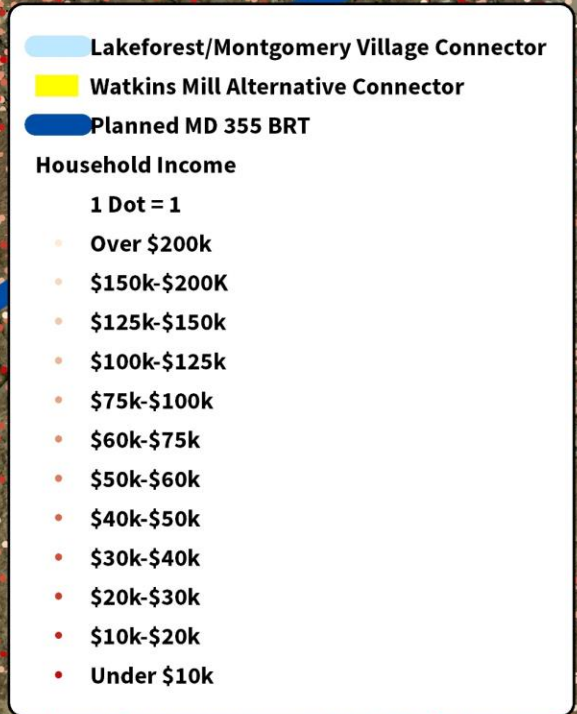 Lakeforest/Montgomery Village Connector
Watkins Mill Alternative Connector
Planned MD 355 BRT
Household Income
1 Dot = 1
Over $200k
$150k-$200K
$125k-$150k
$100k-$125k
$75k-$100k
$60k-$75k
$50k-$60k
$40k-$50k
$30k-$40k
$20k-$30k
$10k-$20k
Under $10k